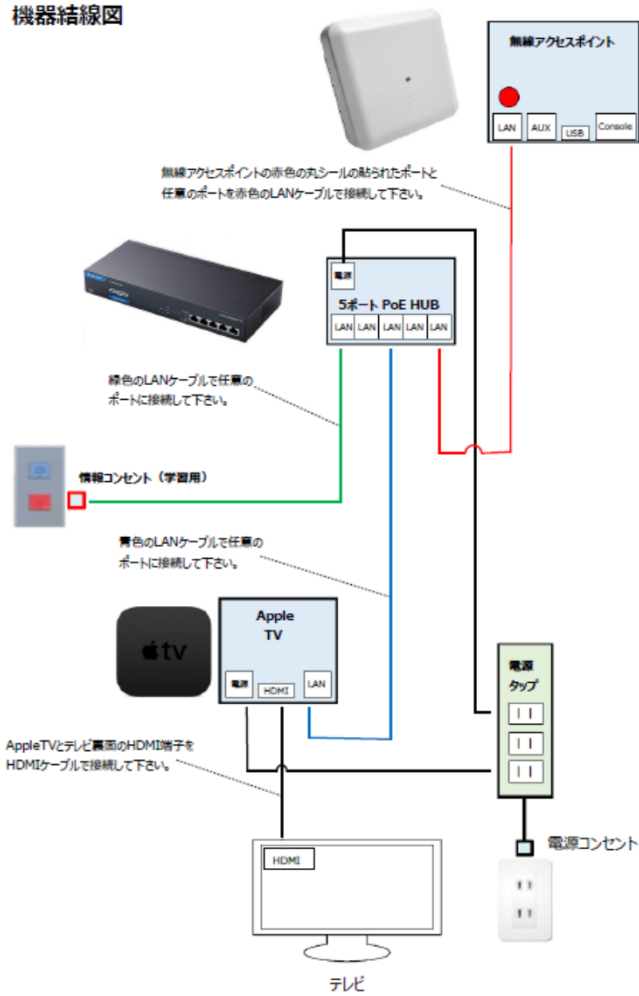 機器結線図
無線アクセスポイント
LAN
AUX
USB
Console
無線アクセスポイントの赤色の丸シールの貼られたポートと
任意のポートを赤色のLANケーブルで接続して下さい。
電源
5ポート PoE HUB
LAN LAN LAN LAN LAN
緑色のLANケーブルで任意の
ポートに接続して下さい。
情報コンセント（学習用）
青色のLANケーブルで任意の
ポートに接続して下さい。
tv
Apple
TV
電源
HDMI
LAN
電源
タップ
AppleTVとテレビ裏面のHDMI端子を
HDMIケーブルで接続して下さい。
電源コンセント
HDMI
テレビ